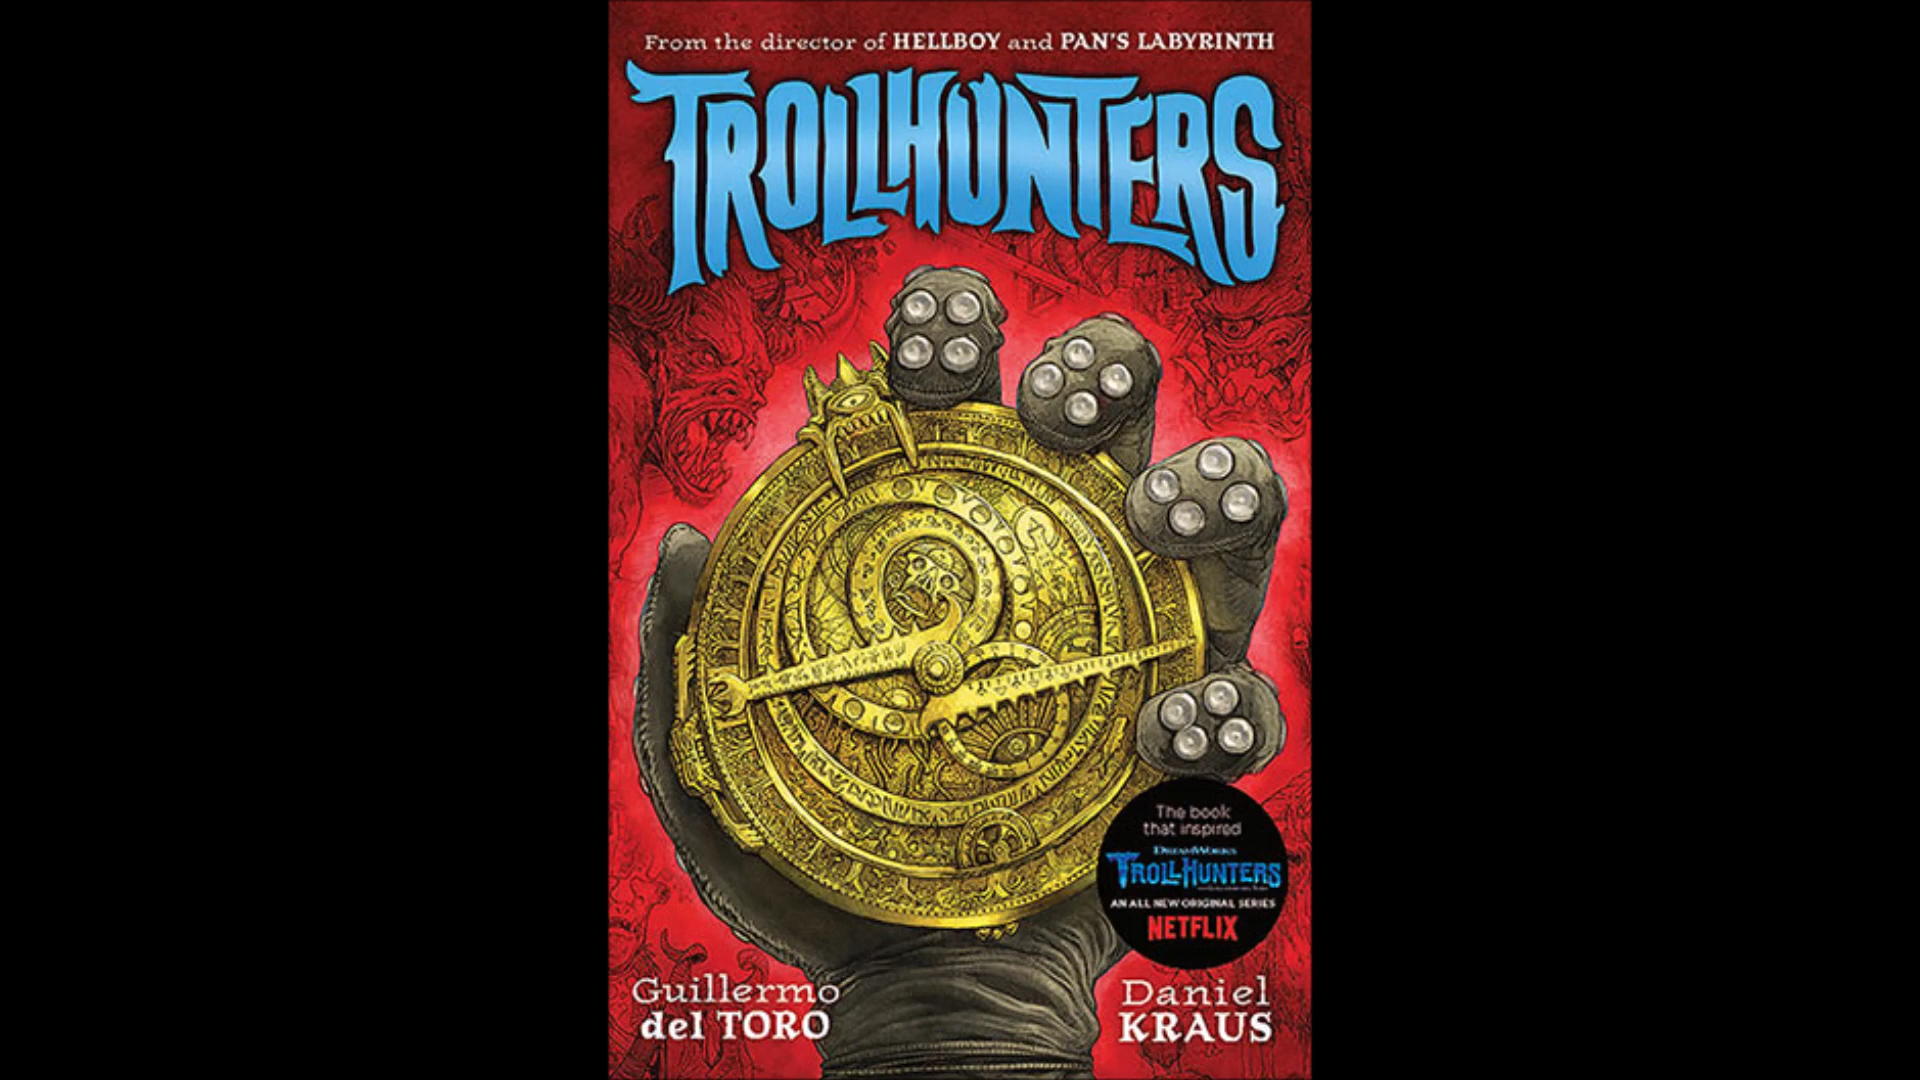 From the director of HELLBOY and PAN'S LABYRINTH
TROLLHUNTERS
The book
that inspired
DREAMWORKS
TROLLHUNTERS
AN ALL NEW ORIGINAL SERIES
NETFLIX
Guillermo
del TORO
Daniel
KRAUS